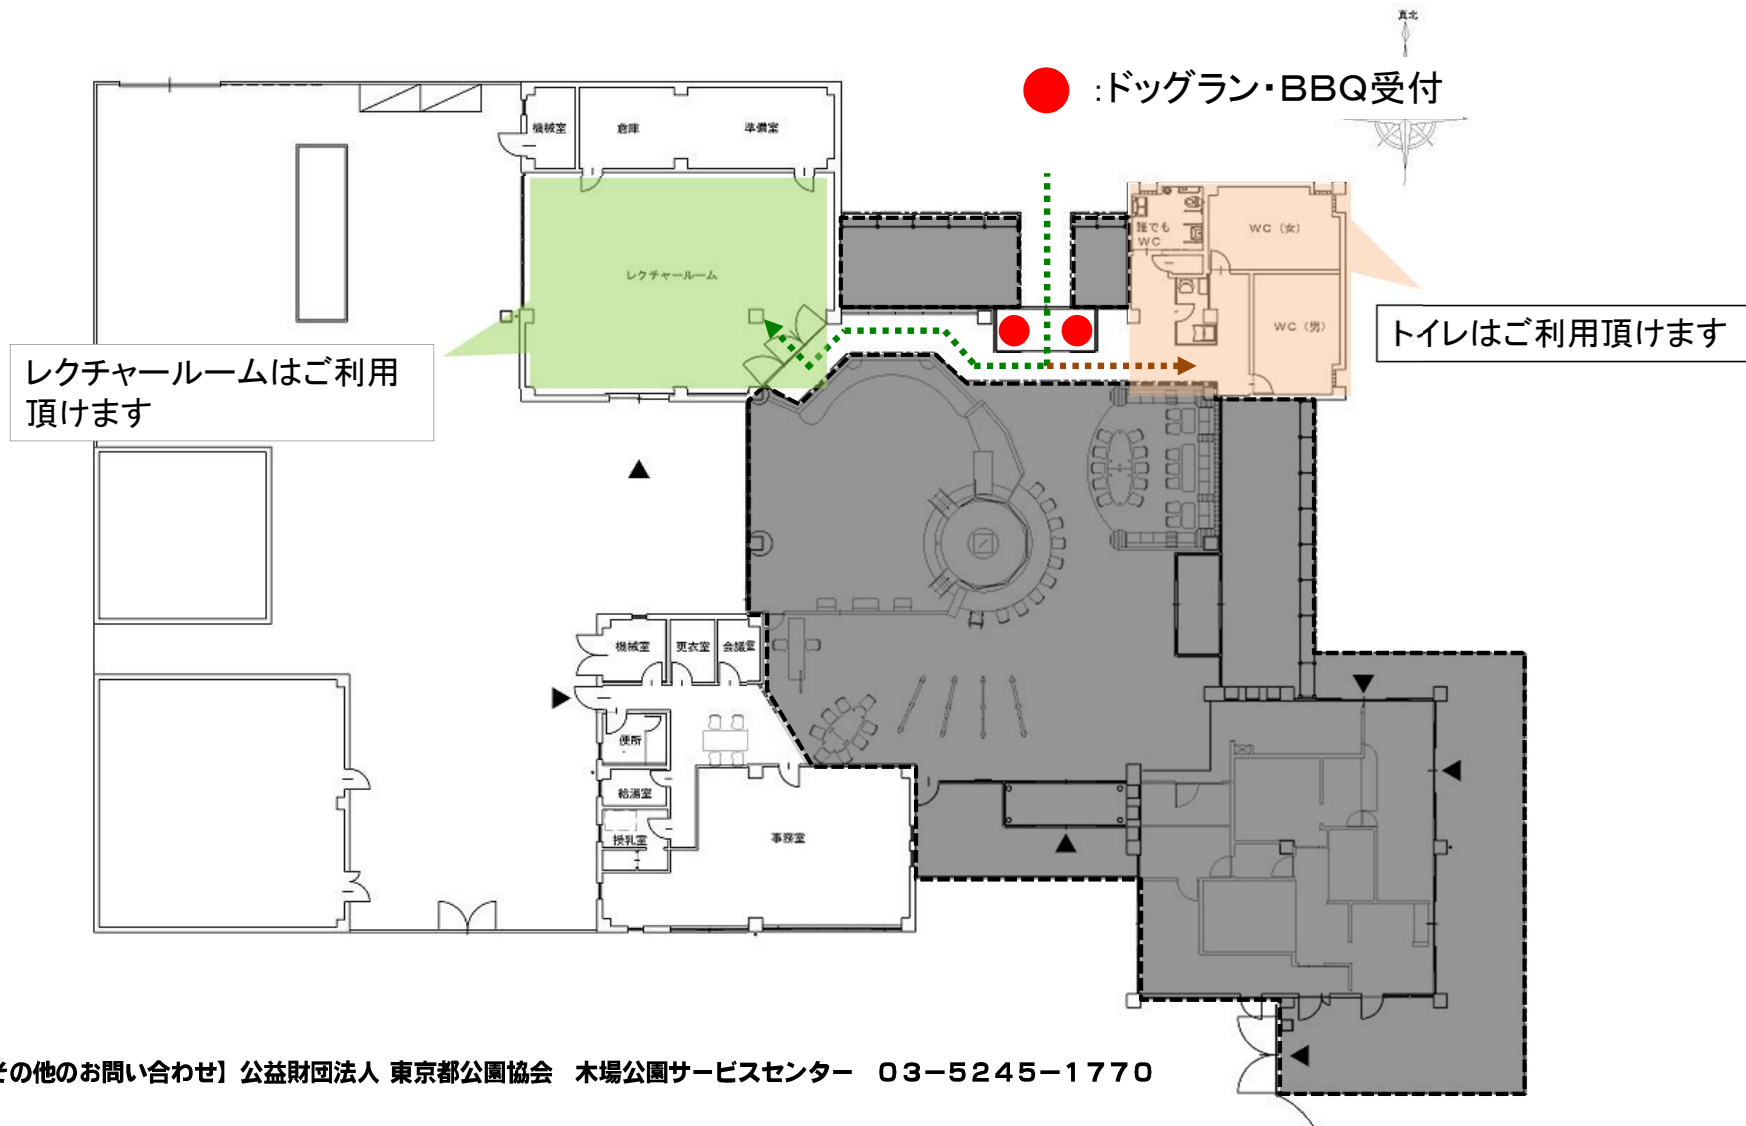 真北
:ドッグラン・BBQ受付
機械室
倉庫
準備室
誰でも
WC
WC（女）
レクチャールーム
WC（男）
トイレはご利用頂けます
レクチャールームはご利用
頂けます
機械室
更衣室
会議室
便所
給湯室
授乳室
事務室
その他のお問い合わせ】公益財団法人 東京都公園協会　木場公園サービスセンター　０３－５２４５－１７７０